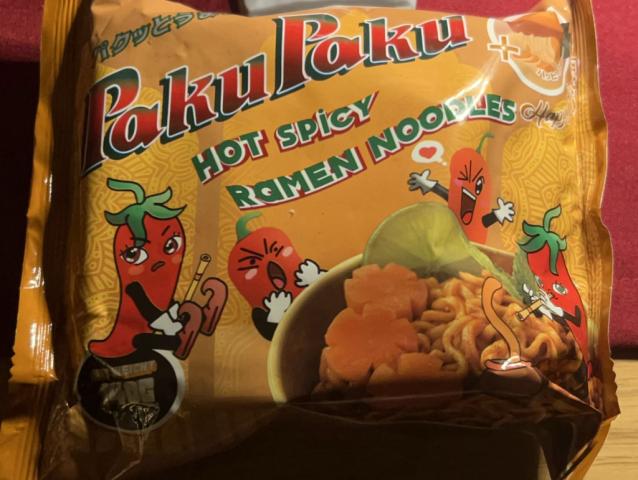 Paku Paku
HOT SPICY
RAMEN NOODLES